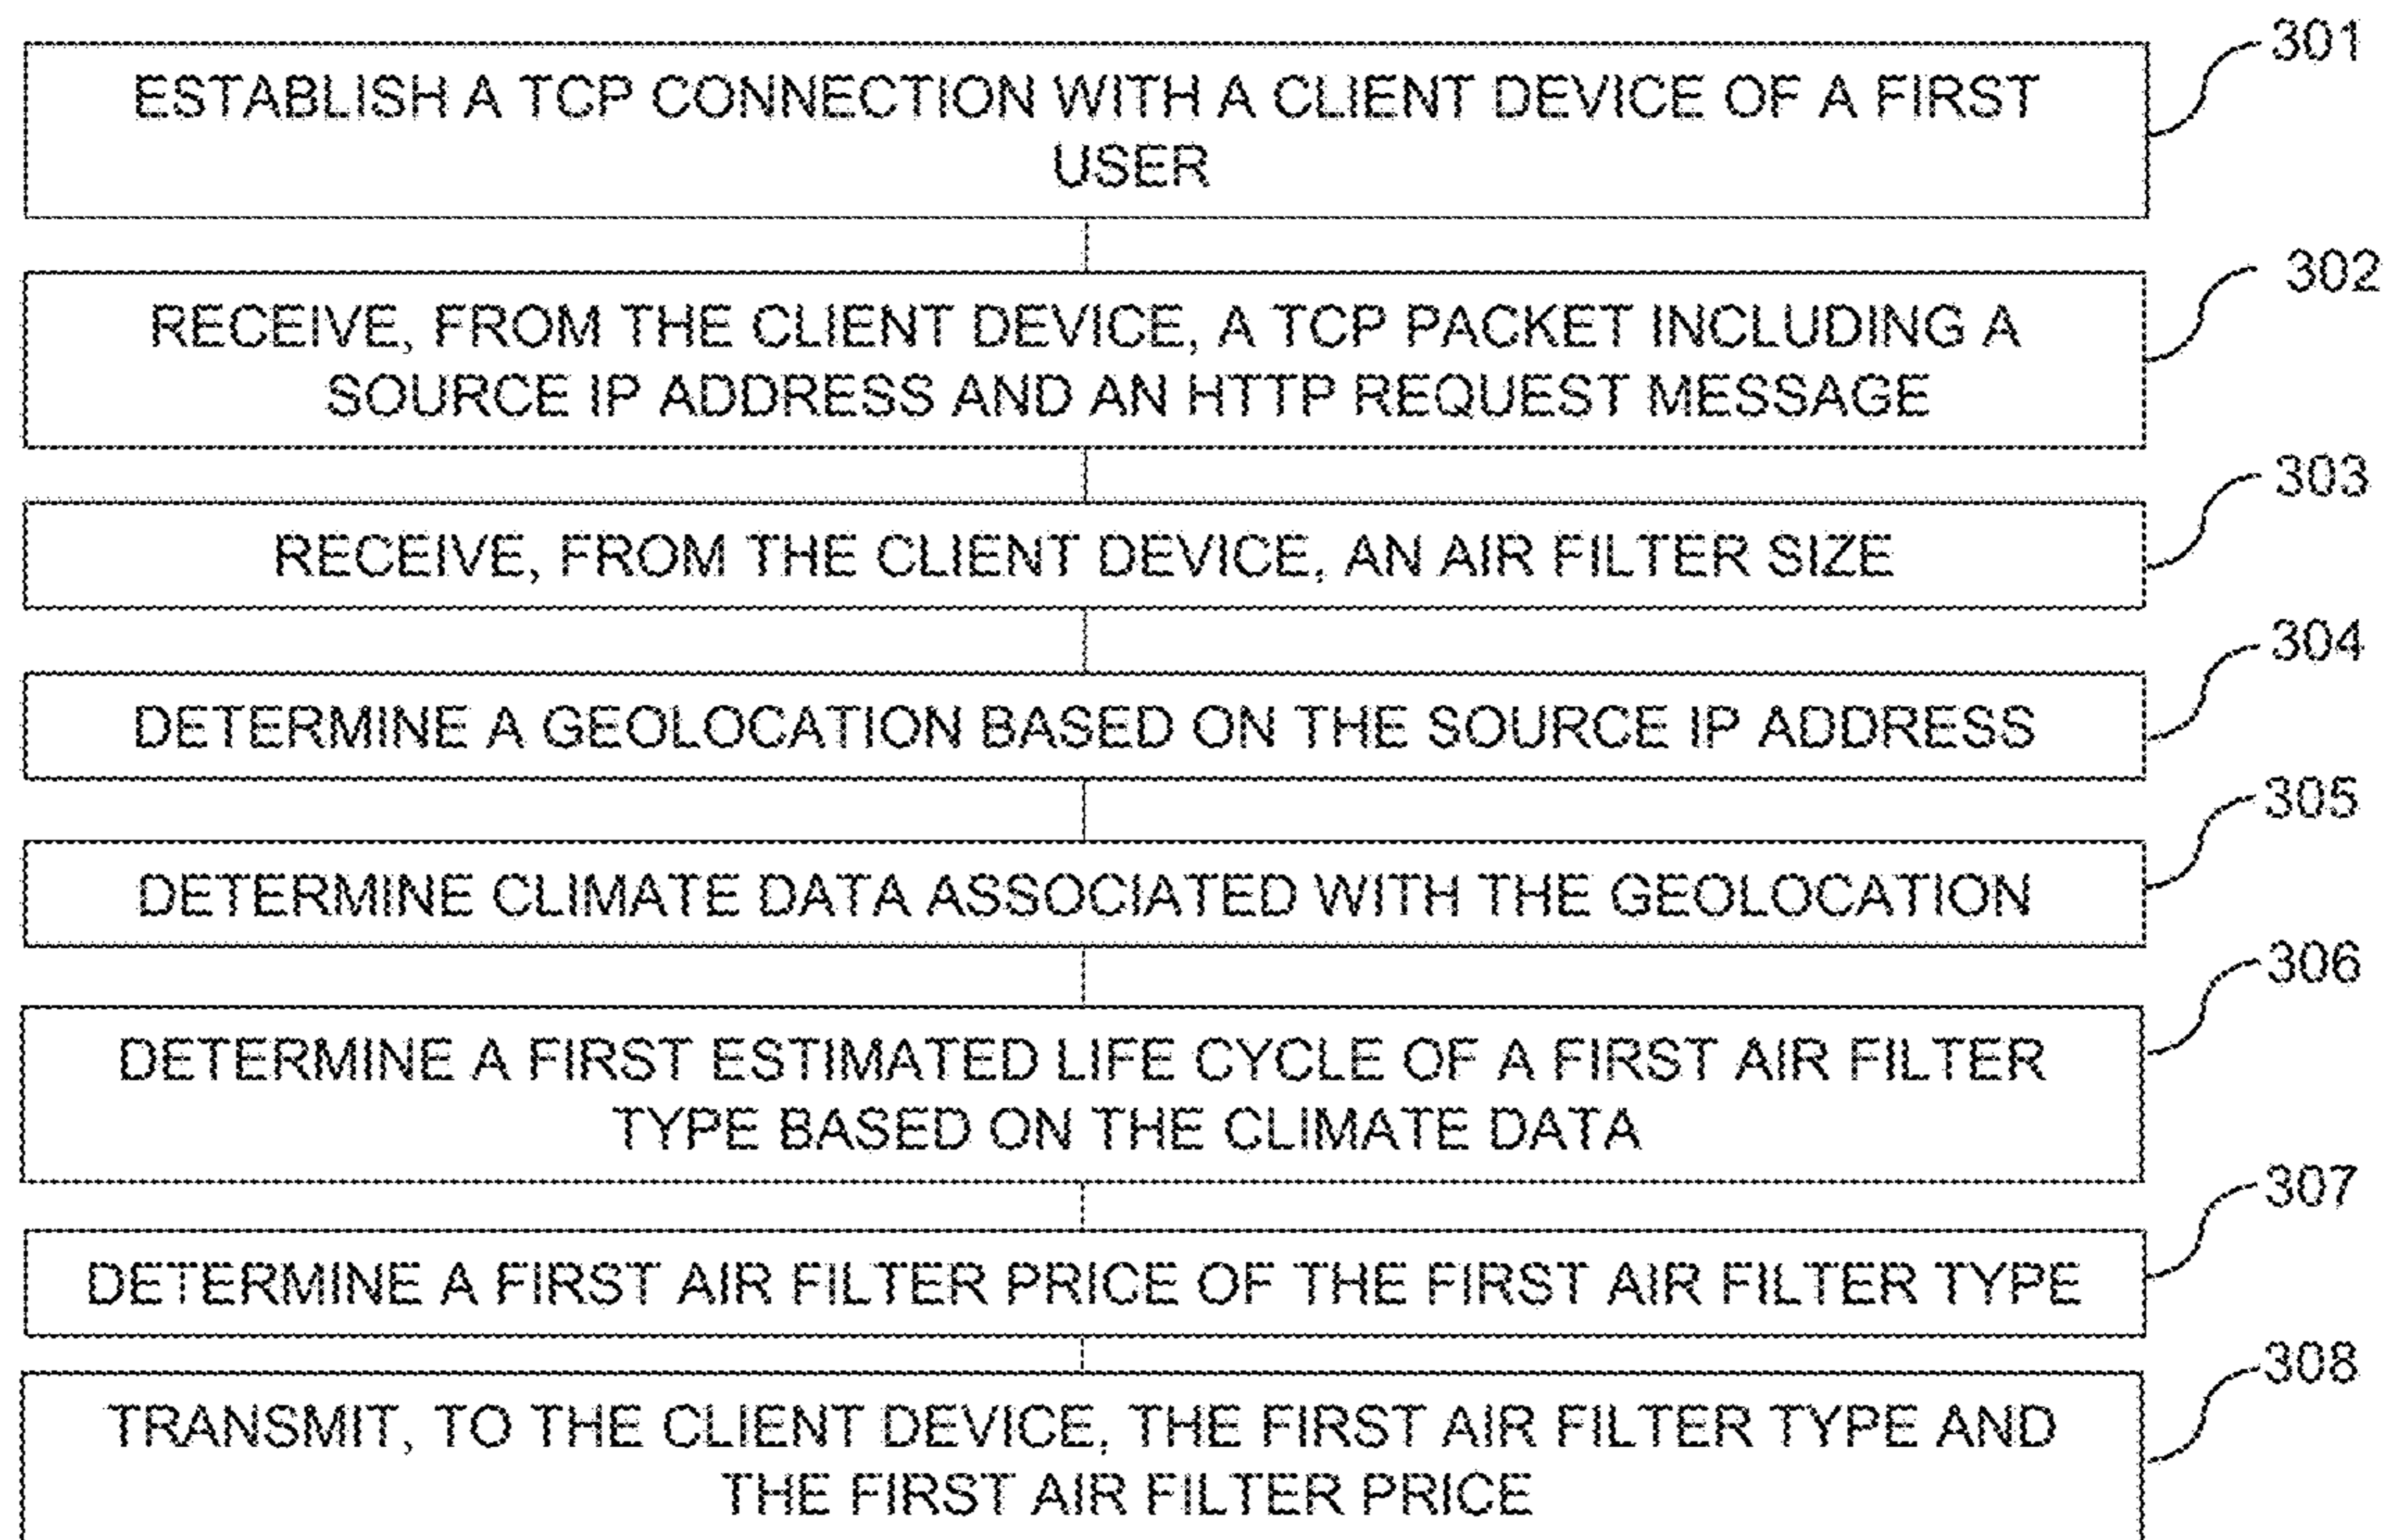 301
ESTABLISH A TCP CONNECTION WITH A CLIENT DEVICE OF A FIRST
USER
302
RECEIVE, FROM THE CLIENT DEVICE, A TCP PACKET INCLUDING A
SOURCE IP ADDRESS AND AN HTTP REQUEST MESSAGE
303
RECEIVE, FROM THE CLIENT DEVICE, AN AIR FILTER SIZE
304
DETERMINE A GEOLOCATION BASED ON THE SOURCE IP ADDRESS
305
DETERMINE CLIMATE DATA ASSOCIATED WITH THE GEOLOCATION
306
DETERMINE A FIRST ESTIMATED LIFE CYCLE OF A FIRST AIR FILTER
TYPE BASED ON THE CLIMATE DATA
307
DETERMINE A FIRST AIR FILTER PRICE OF THE FIRST AIR FILTER TYPE
308
TRANSMIT, TO THE CLIENT DEVICE, THE FIRST AIR FILTER TYPE AND
THE FIRST AIR FILTER PRICE